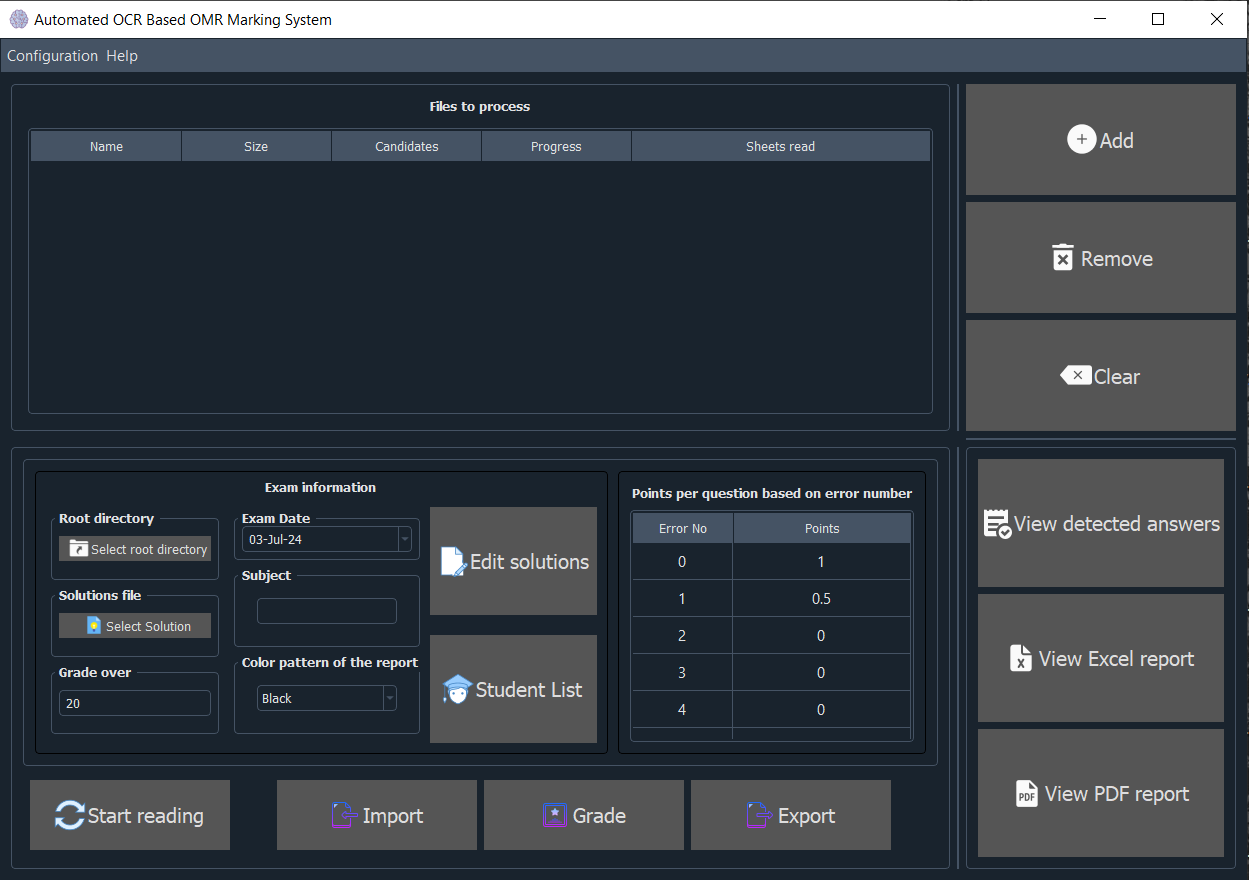 Automated OCR Based OMR Marking System
Configuration Help
Files to process
Name Size Candidates Progress Sheets read
Add
Remove
Clear
Exam information
Root directory
Select root directory
Solutions file
Select Solution
Grade over
20
Exam Date
03-Jul-24
Subject
Color pattern of the report
Black
Edit solutions
Student List
Points per question based on error number
Error No Points
0 1
1 0.5
2 0
3 0
4 0
View detected answers
View Excel report
PDF View PDF report
Start reading
Import
Grade
Export